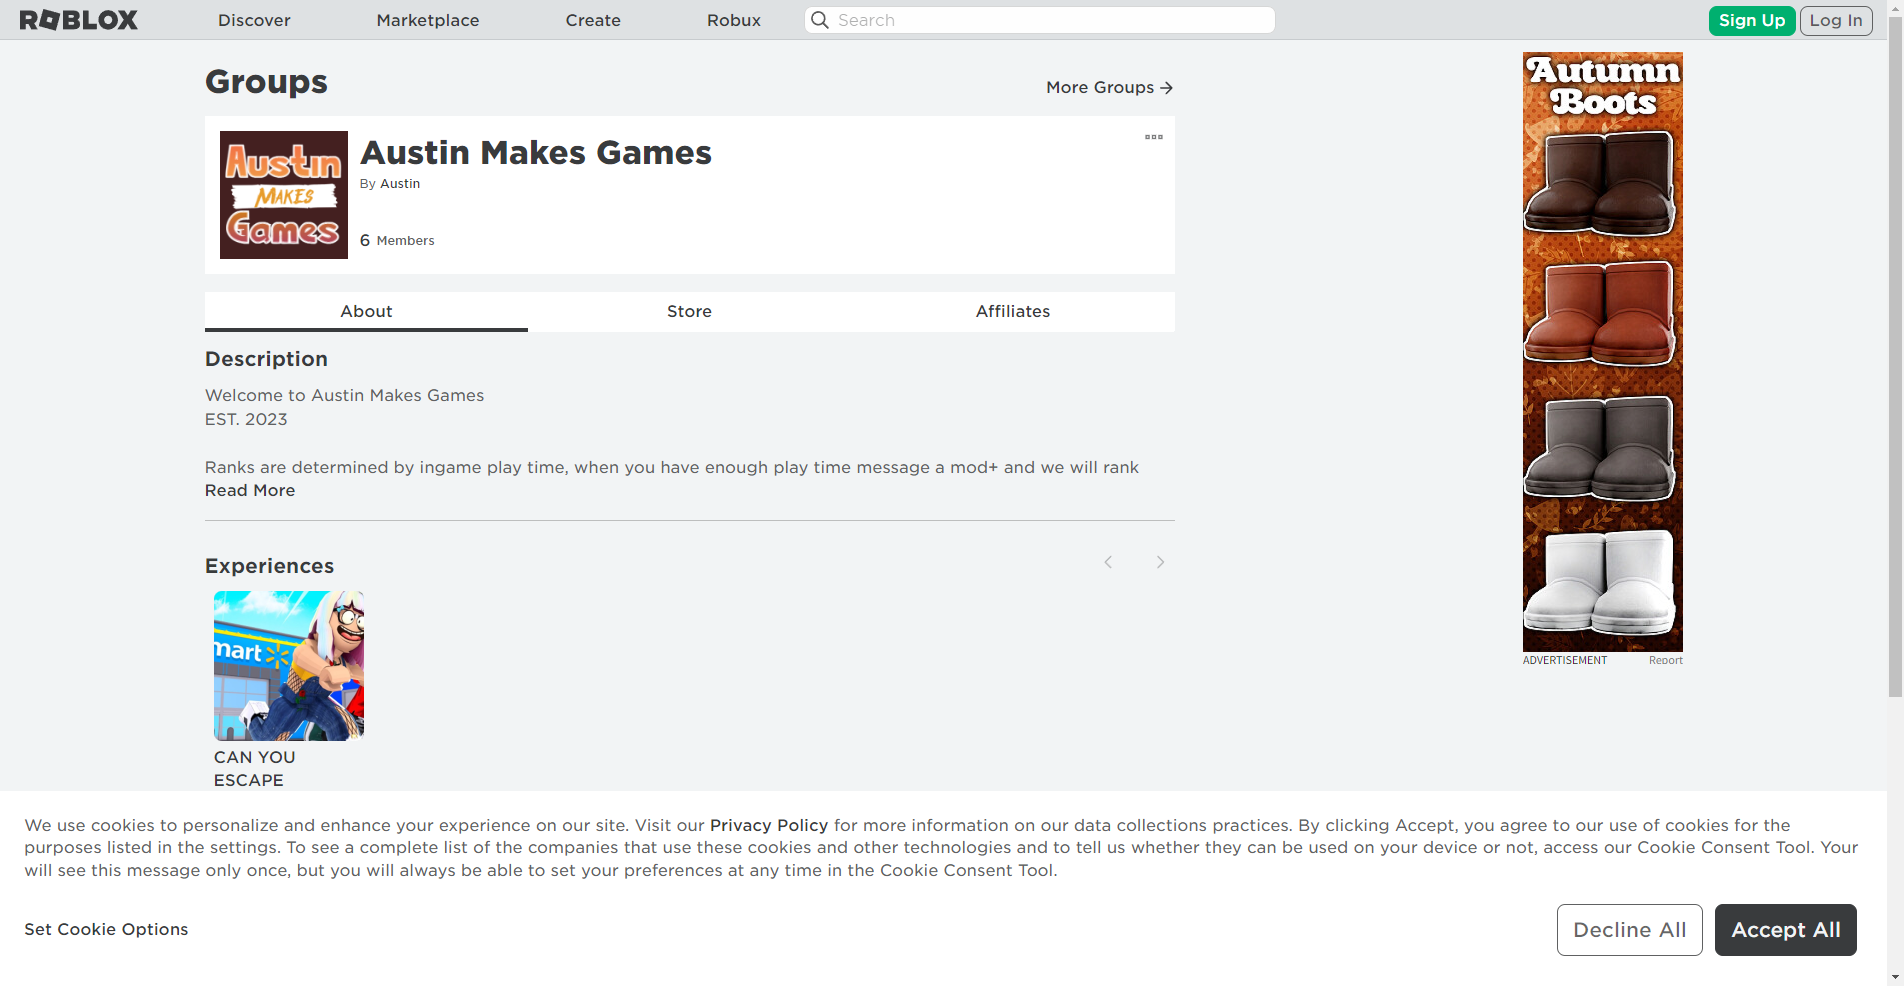 ROBLOX Discover Marketplace Create Robux Search Sign Up Log In
Groups
More Groups
Austin
MAKES
Games
Austin Makes Games
By Austin
6 Members
About Store Affiliates
Description
Welcome to Austin Makes Games
EST. 2023
Ranks are determined by ingame play time, when you have enough play time message a mod+ and we will rank
Read More
Experiences
mart
CAN YOU
ESCAPE
Autumn
Boots
ADVERTISEMENT Report
We use cookies to personalize and enhance your experience on our site. Visit our Privacy Policy for more information on our data collections practices. By clicking Accept, you agree to our use of cookies for the
purposes listed in the settings. To see a complete list of the companies that use these cookies and other technologies and to tell us whether they can be used on your device or not, access our Cookie Consent Tool. Your
will see this message only once, but you will always be able to set your preferences at any time in the Cookie Consent Tool.
Set Cookie Options
Decline All
Accept All